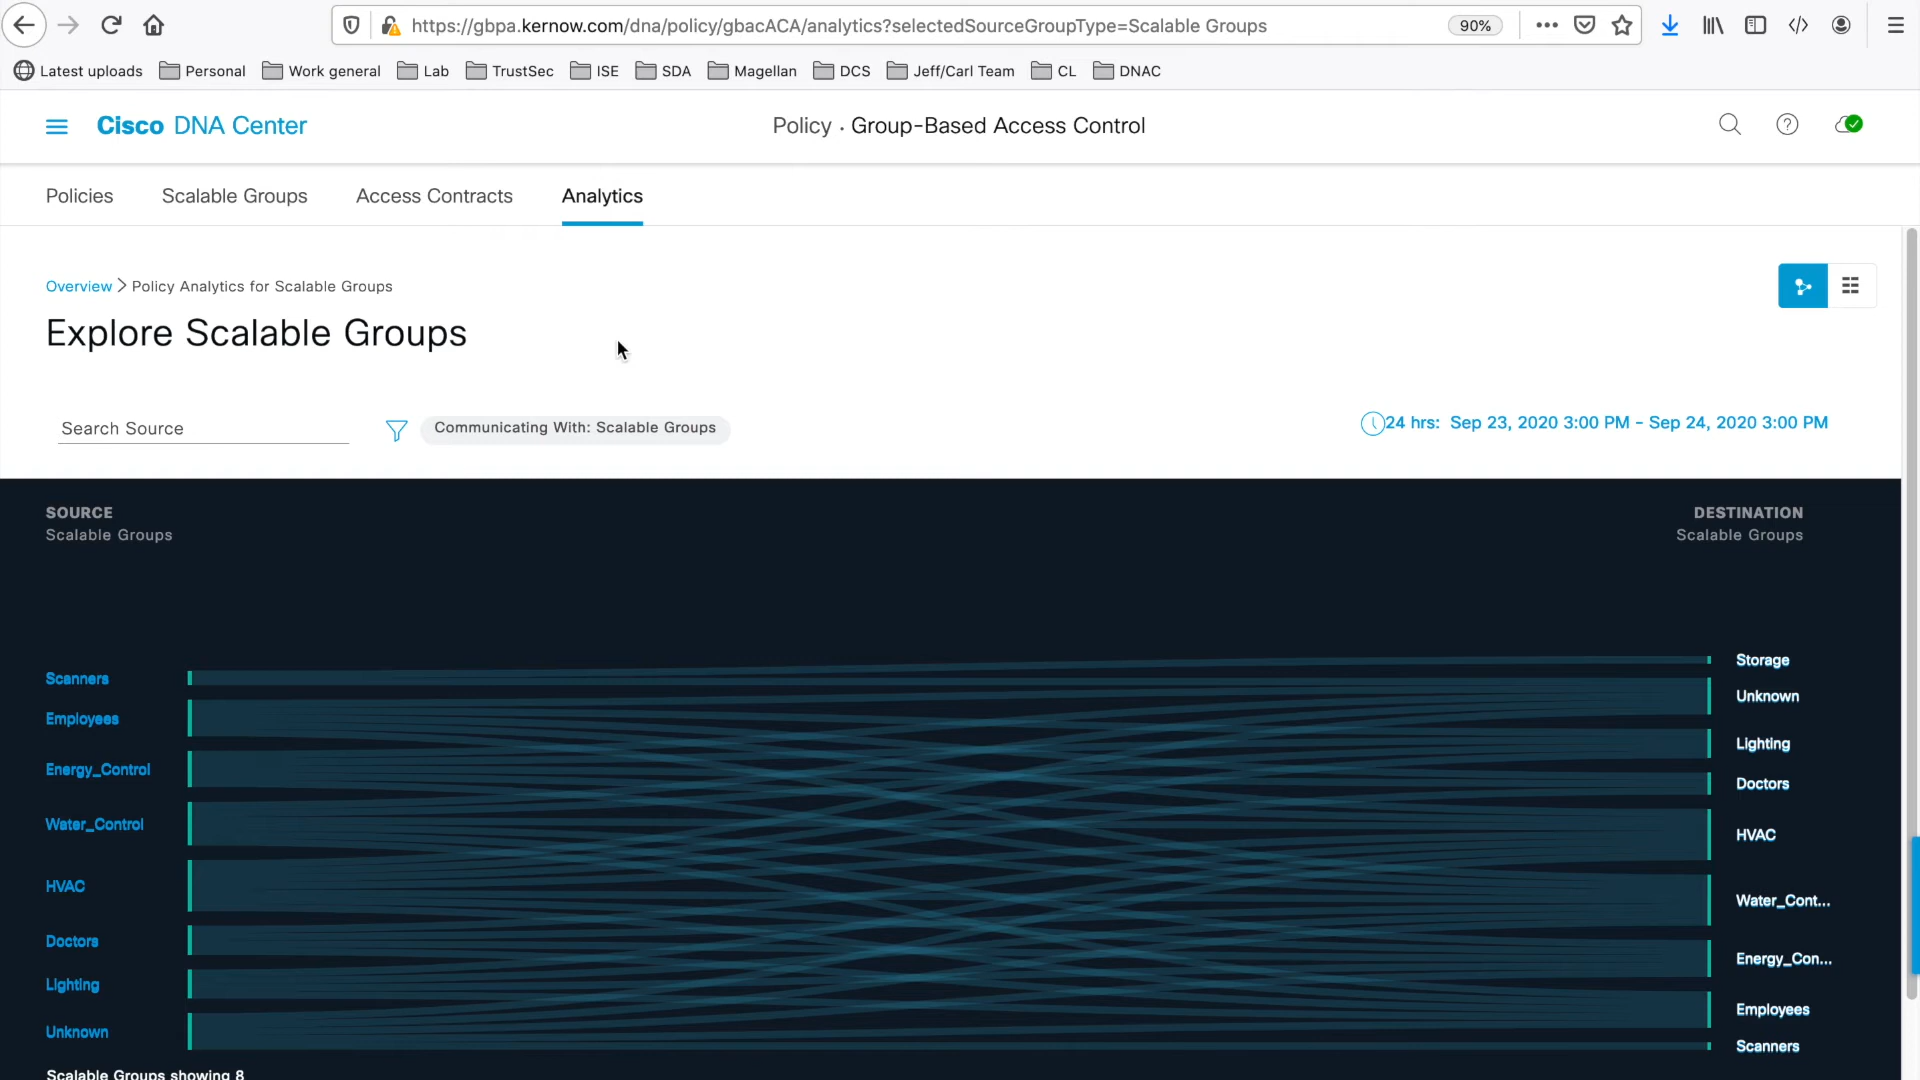 https://gbpa.kernow.com/dna/policy/gbacACA/analytics?selectedSourceGroupType=Scalable Groups
90%
Latest uploads Personal Work general Lab TrustSec ISE SDA Magellan DCS Jeff/Carl Team CL DNAC
Cisco DNA Center
Policy · Group-Based Access Control
Policies Scalable Groups Access Contracts Analytics
Overview > Policy Analytics for Scalable Groups
Explore Scalable Groups
Search Source
Communicating With: Scalable Groups
24 hrs: Sep 23, 2020 3:00 PM - Sep 24, 2020 3:00 PM
SOURCE
Scalable Groups
DESTINATION
Scalable Groups
Scanners
Employees
Energy_Control
Water_Control
HVAC
Doctors
Lighting
Unknown
Storage
Unknown
Lighting
Doctors
HVAC
Water_Cont...
Energy_Con...
Employees
Scanners
Scalable Groups showing 8